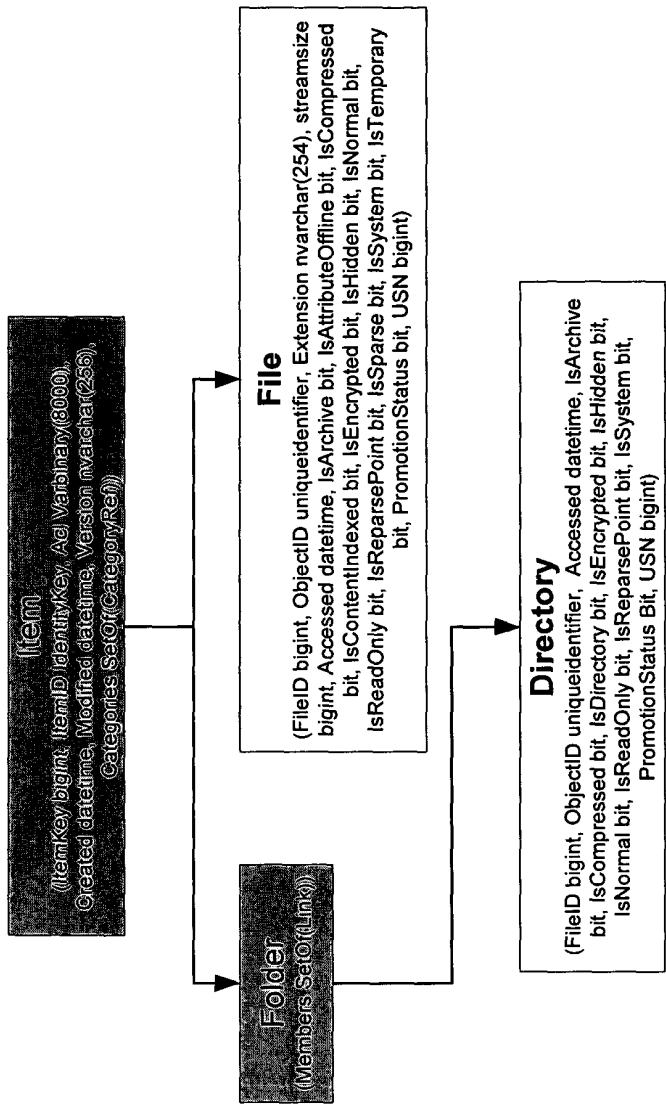 Item
(ItemKey bigint, ItemID IdentityKey, Acl Varbinary(8000),
Created datetime, Modified datetime, Version nvarchar(256),
Categories SetOf(CategoryRef))
Folder
(Members SetOf(Link))
File
(FileID bigint, ObjectID uniqueidentifier, Extension nvarchar(254), streamsize
bigint, Accessed datetime, IsArchive bit, IsAttributeOffline bit, IsCompressed
bit, IsContentIndexed bit, IsEncrypted bit, IsHidden bit, IsNormal bit,
IsReadOnly bit, IsReparsePoint bit, IsSparse bit, IsSystem bit, IsTemporary
bit, PromotionStatus bit, USN bigint)
Directory
(FileID bigint, ObjectID uniqueidentifier, Accessed datetime, IsArchive
bit, IsCompressed bit, IsDirectory bit, IsEncrypted bit, IsHidden bit,
IsNormal bit, IsReadOnly bit, IsReparsePoint bit, IsSystem bit,
PromotionStatus Bit, USN bigint)